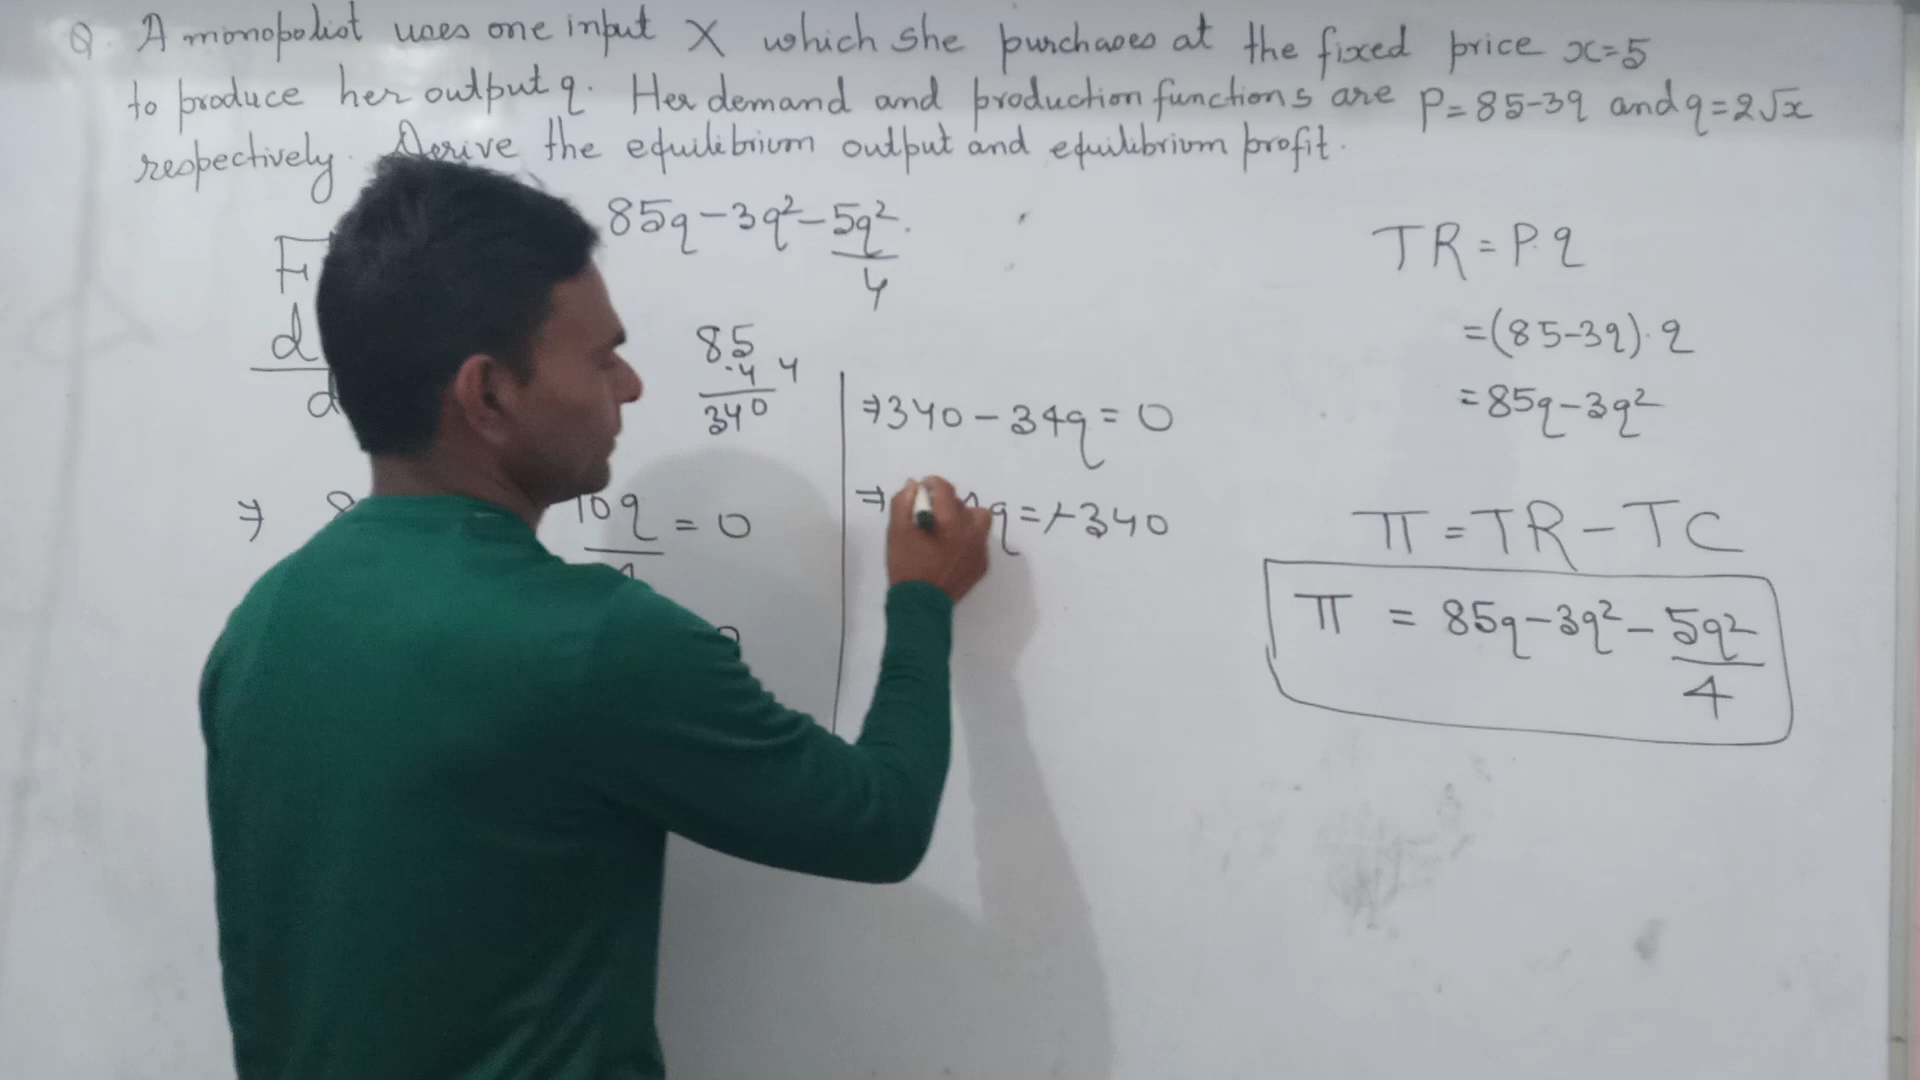 Q. A monopolist uses one input X which she purchases at the fixed price x=5
to produce her output q. Her demand and production functions are P=85-3q and q=2√x
respectively. Derive the equilibrium output and equilibrium profit.
85q-3q²-5q²/4
85
4 4
340
⇒ 8 10q = 0
⇒340-34q=0
⇒ q=-340
TR=P.q
=(85-3q).q
=85q-3q²
π=TR-TC
π = 85q-3q²-5q²/4